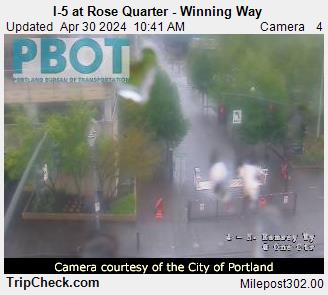 I-5 at Rose Quarter - Winning Way
Updated Apr 30 2024 10:41 AM Camera 4
PBOT
PORTLAND BUREAU OF TRANSPORTATION
Camera courtesy of the City of Portland
TripCheck.com Milepost302.00